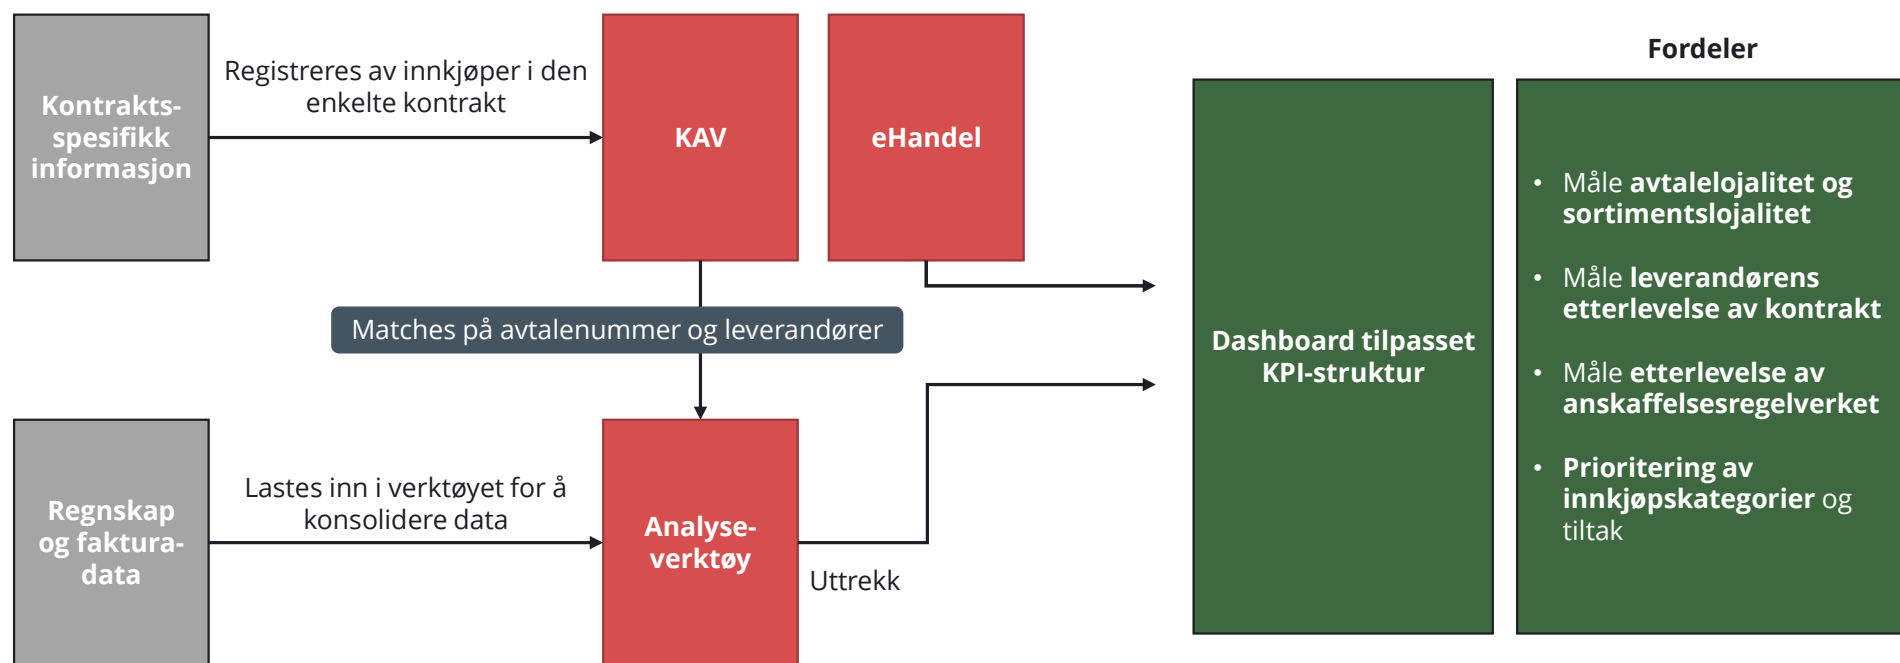 Kontrakts-
spesifikk
informasjon
Registreres av innkjøper i den
enkelte kontrakt
KAV
eHandel
Matches på avtalenummer og leverandører
Regnskap
og faktura-
data
Lastes inn i verktøyet for å
konsolidere data
Analyse-
verktøy
Uttrekk
Dashboard tilpasset
KPI-struktur
Fordeler
• Måle avtalelojalitet og
sortimentslojalitet
• Måle leverandørens
etterlevelse av kontrakt
• Måle etterlevelse av
anskaffelsesregelverket
• Prioritering av
innkjøpskategorier og
tiltak